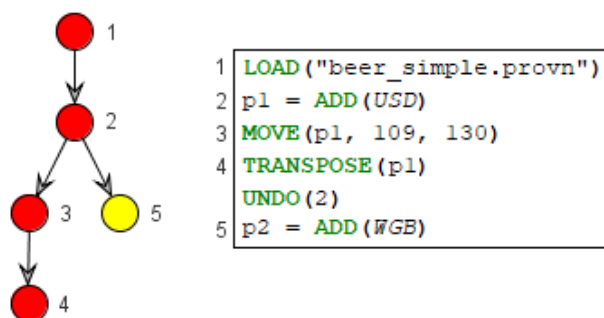 1
2
3
5
4
1 LOAD("beer_simple.provn")
2 p1 = ADD(USD)
3 MOVE(p1, 109, 130)
4 TRANSPOSE(p1)
UNDO(2)
5 p2 = ADD(WGB)